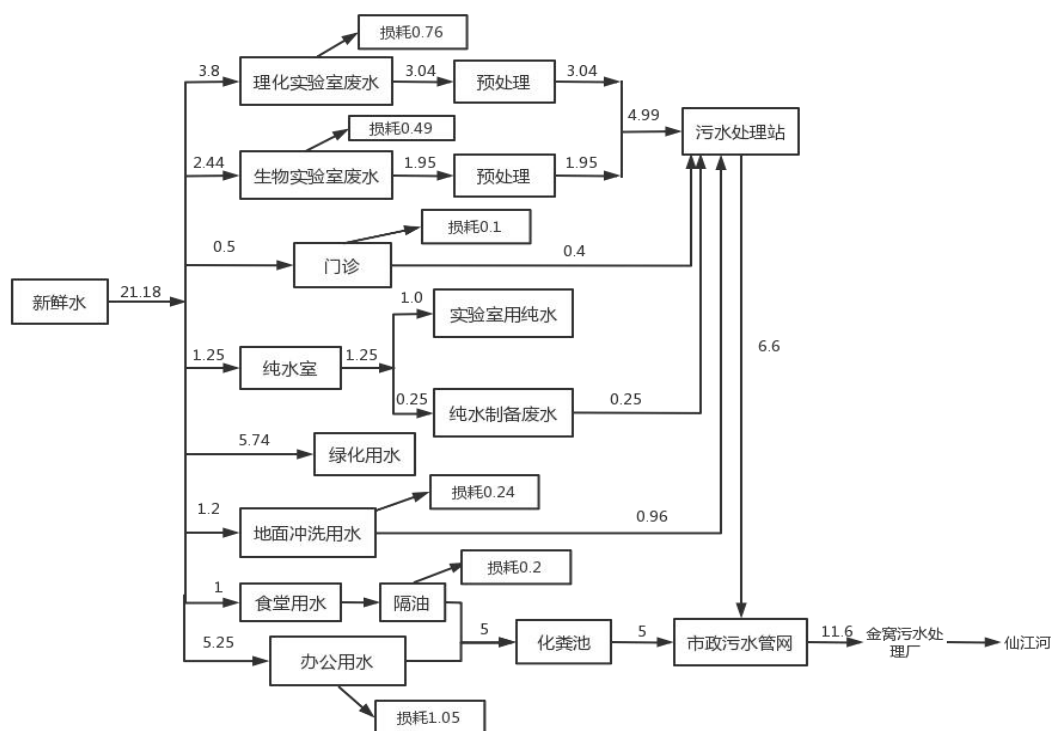 损耗0.76
3.8
理化实验室废水
3.04
预处理
3.04
4.99
污水处理站
损耗0.49
2.44
生物实验室废水
1.95
预处理
1.95
损耗0.1
0.5
门诊
0.4
新鲜水
21.18
1.0
实验室用纯水
1.25
纯水室
1.25
6.6
0.25
纯水制备废水
0.25
5.74
绿化用水
损耗0.24
1.2
地面冲洗用水
0.96
损耗0.2
1
食堂用水
隔油
5.25
办公用水
5
化粪池
5
市政污水管网
11.6
金窝污水处
理厂
仙江河
损耗1.05